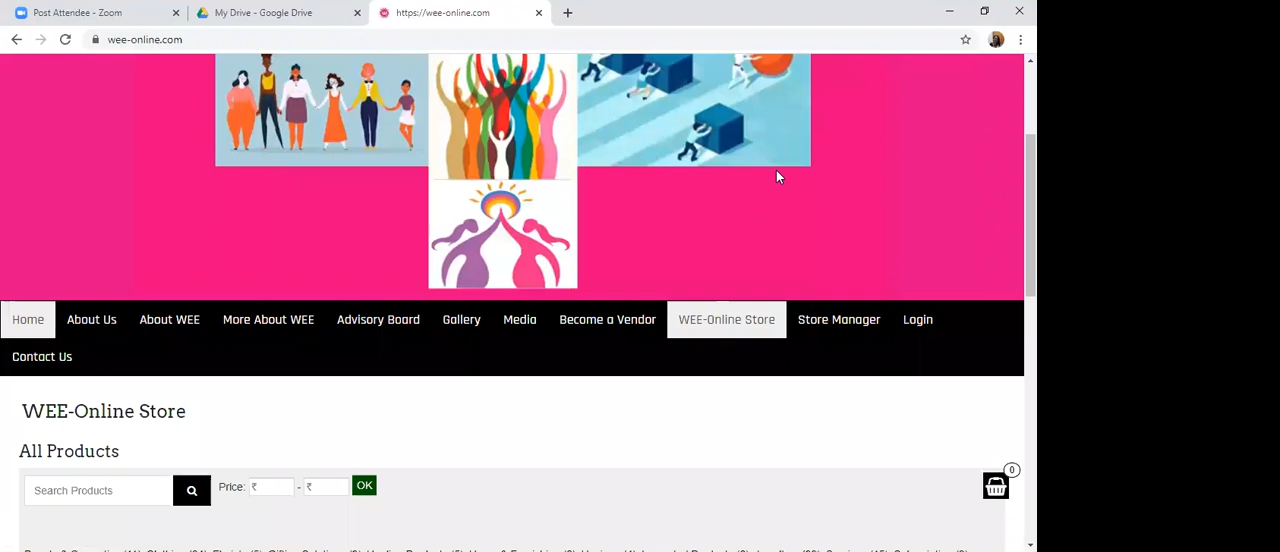 Post Attendee - Zoom
My Drive - Google Drive
https://wee-online.com
wee-online.com
Home About Us About WEE More About WEE Advisory Board Gallery Media Become a Vendor WEE-Online Store Store Manager Login
Contact Us
WEE-Online Store
All Products
0
Search Products Price: ₹ - ₹ OK